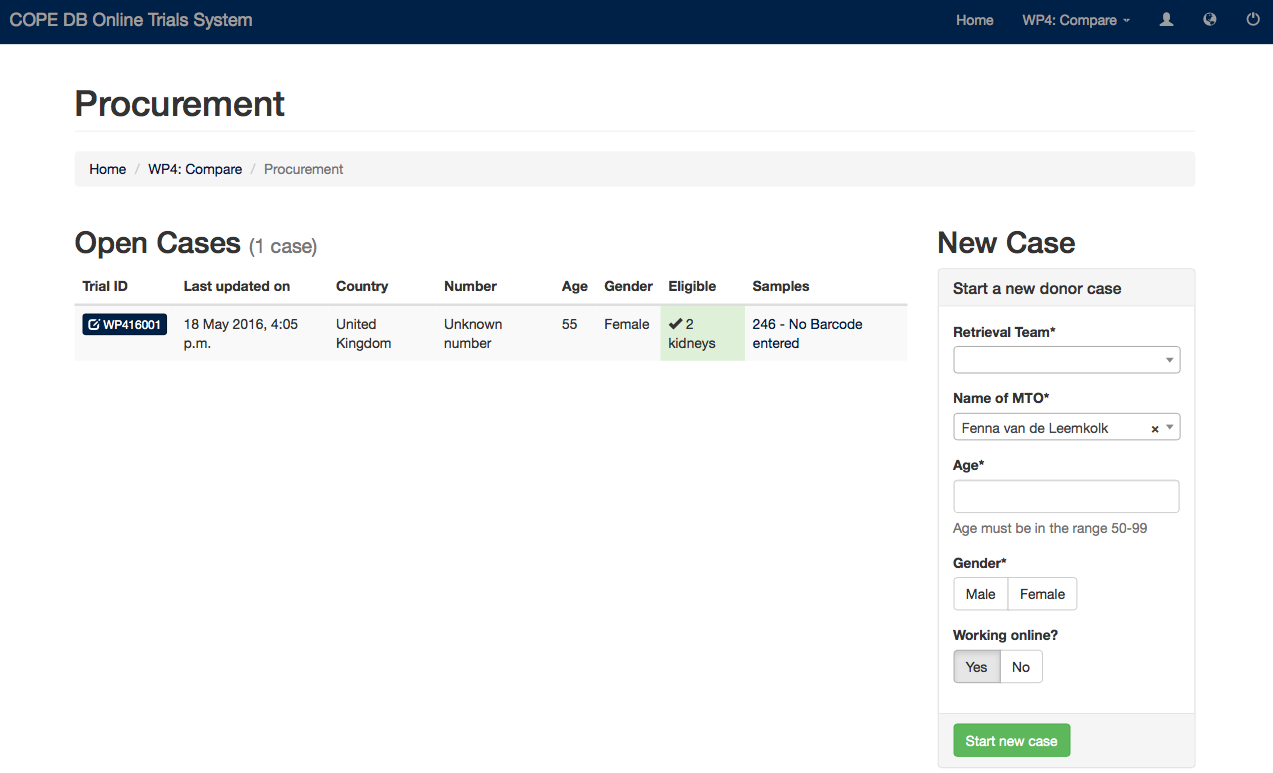 COPE DB Online Trials System
Home WP4: Compare
Procurement
Home / WP4: Compare / Procurement
Open Cases (1 case)
Trial ID Last updated on Country Number Age Gender Eligible Samples
WP416001 18 May 2016, 4:05 United Unknown 55 Female 2 246 - No Barcode
p.m. Kingdom number kidneys entered
New Case
Start a new donor case
Retrieval Team*
Name of MTO*
Fenna van de Leemkolk ×
Age*
Age must be in the range 50-99
Gender*
Male Female
Working online?
Yes No
Start new case